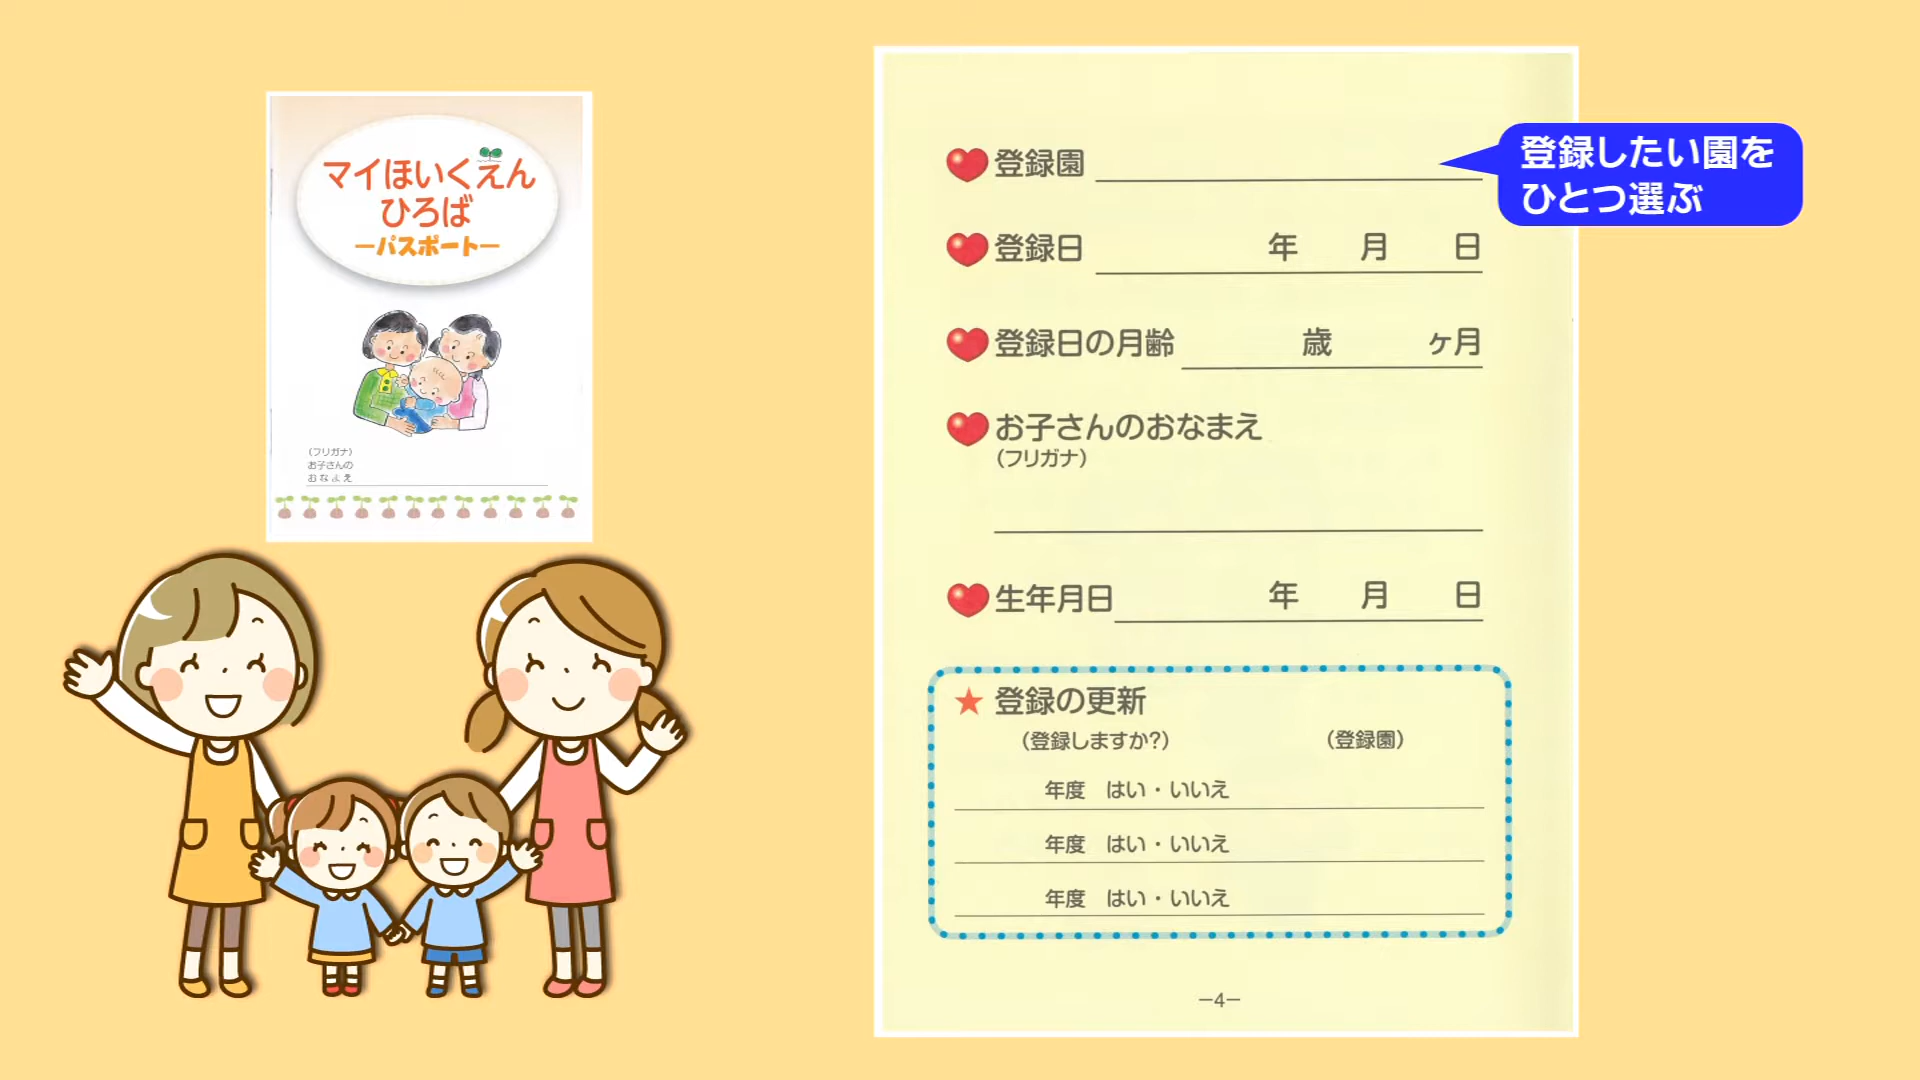 マイほいくえん
ひろば
ーパスポートー
（フリガナ）
お子さんの
おなまえ
登録園
登録したい園を
ひとつ選ぶ
登録日 年 月 日
登録日の月齢 歳 ヶ月
お子さんのおなまえ
（フリガナ）
生年月日 年 月 日
★ 登録の更新
（登録しますか？） （登録園）
年度 はい・いいえ
年度 はい・いいえ
年度 はい・いいえ
－4－